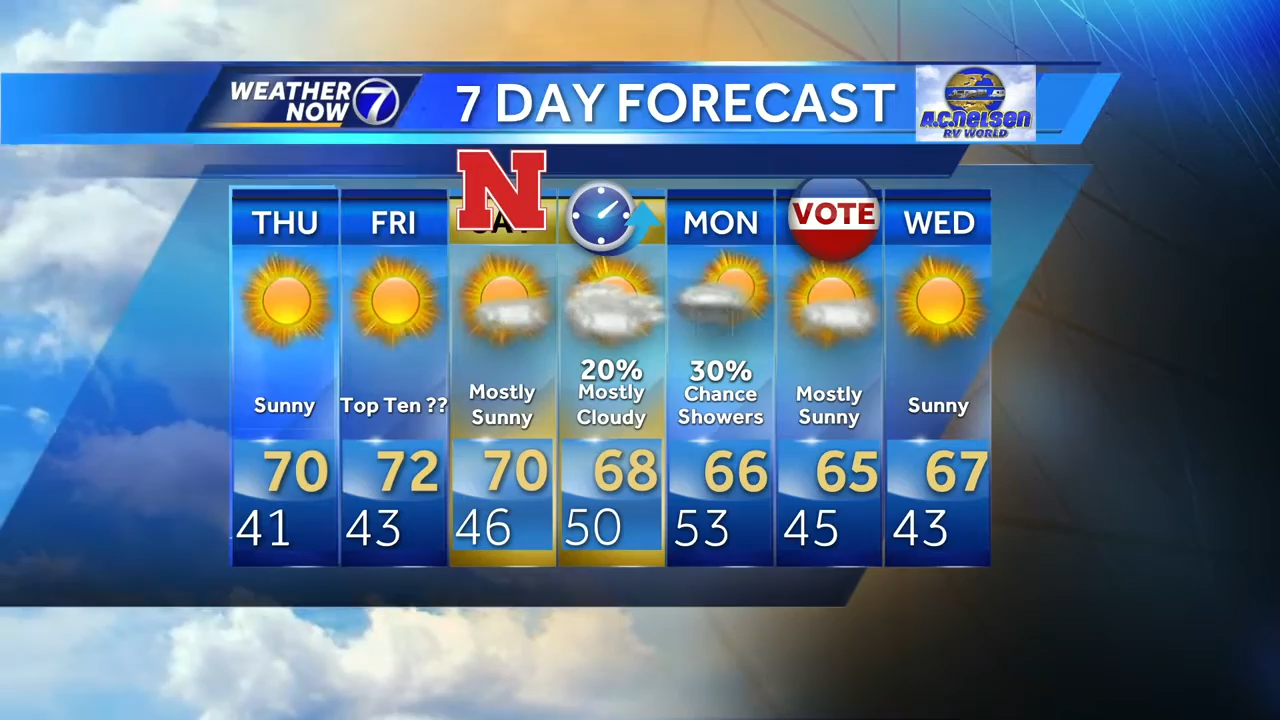 WEATHER
NOW 7
7 DAY FORECAST
A.C.NELSEN
RV WORLD
N
THU
FRI
SAT
MON
VOTE
WED
Sunny
Top Ten ??
Mostly
Sunny
20%
Mostly
Cloudy
30%
Chance
Showers
Mostly
Sunny
Sunny
70
72
70
68
66
65
67
41
43
46
50
53
45
43